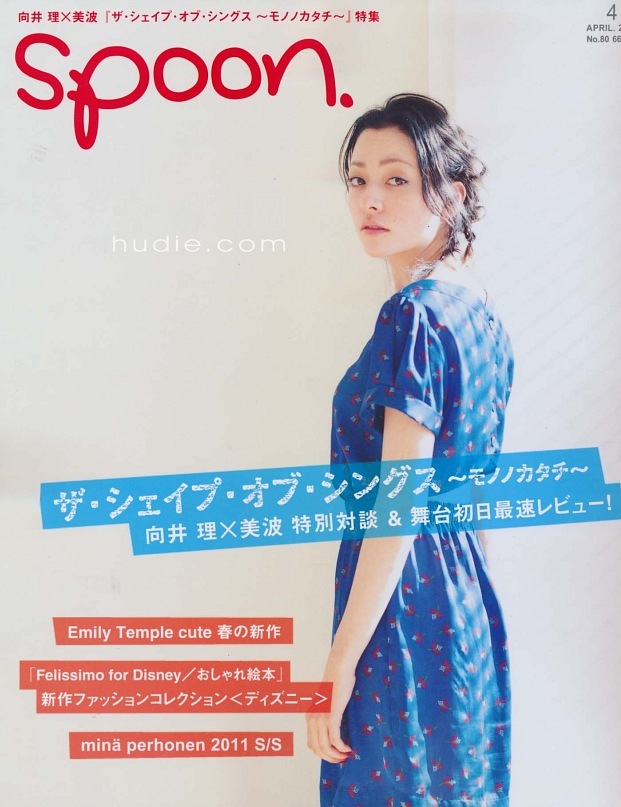 向井 理×美波『ザ・シェイプ・オブ・シングス ～モノノカタチ～』特集
spoon.
4
APRIL. 2
No.80 66
hudie.com
ザ・シェイプ・オブ・シングス ～モノノカタチ～
向井 理×美波 特別対談 & 舞台初日最速レビュー!
Emily Temple cute 春の新作
「Felissimo for Disney／おしゃれ絵本」
新作ファッションコレクション＜ディズニー＞
minä perhonen 2011 S/S